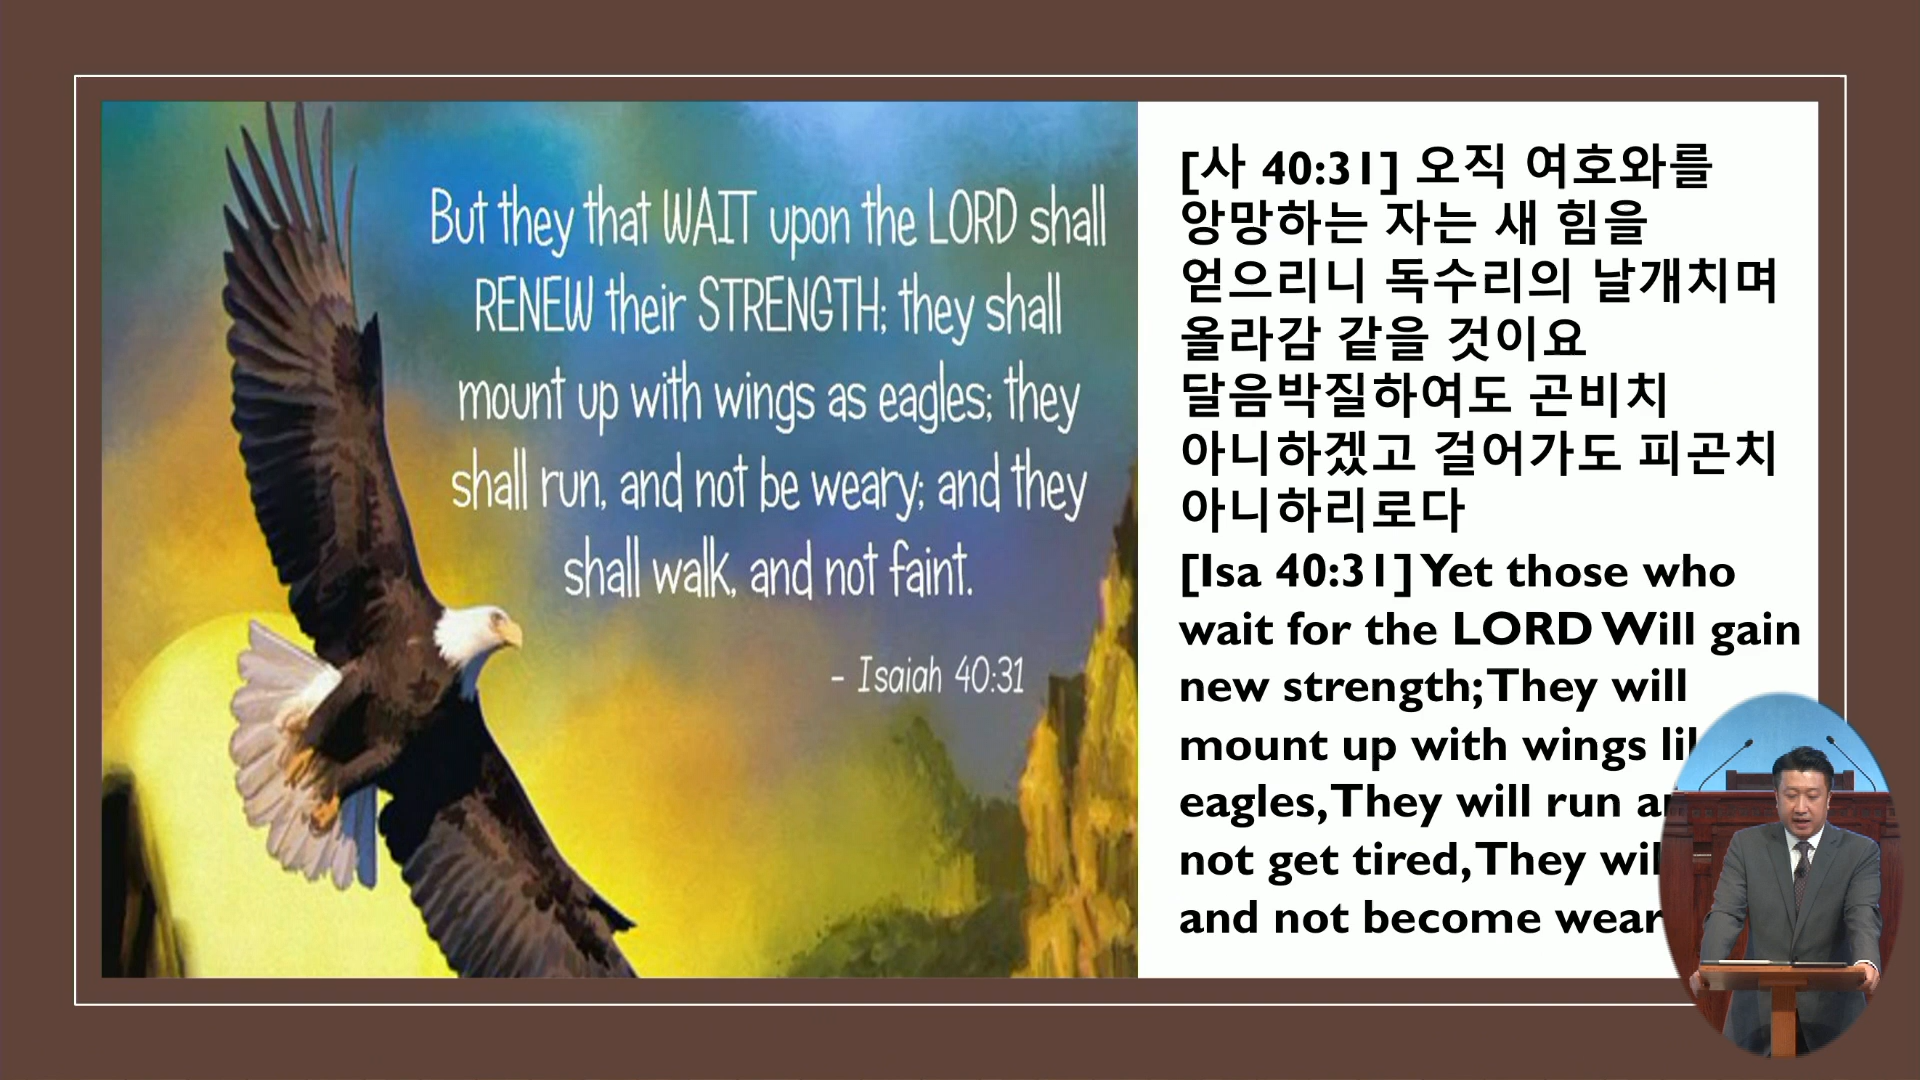 But they that WAIT upon the LORD shall
RENEW their STRENGTH; they shall
mount up with wings as eagles; they
shall run, and not be weary; and they
shall walk, and not faint.
- Isaiah 40:31
[사 40:31] 오직 여호와를
앙망하는 자는 새 힘을
얻으리니 독수리의 날개치며
올라감 같을 것이요
달음박질하여도 곤비치
아니하겠고 걸어가도 피곤치
아니하리로다
[Isa 40:31] Yet those who
wait for the LORD Will gain
new strength; They will
mount up with wings
eagles, They will run
not get tired, They
and not become